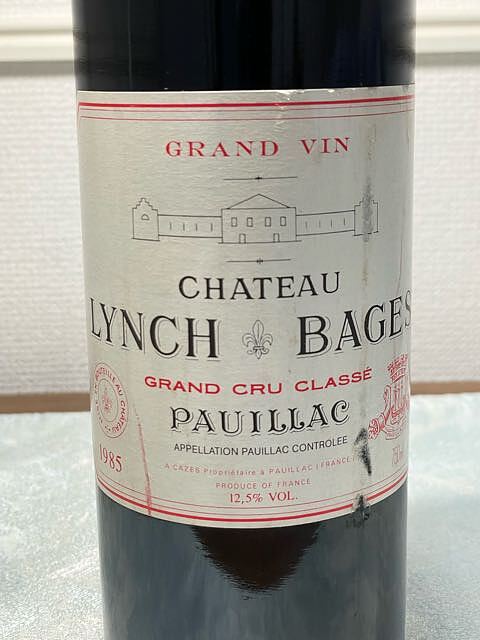 GRAND VIN
CHATEAU
LYNCH BAGES
GRAND CRU CLASSÉ
PAUILLAC
APPELLATION PAUILLAC CONTROLÉE
1985
A CAZES Propriétaire à PAUILLAC (FRANCE)
PRODUCE OF FRANCE
12,5% VOL.